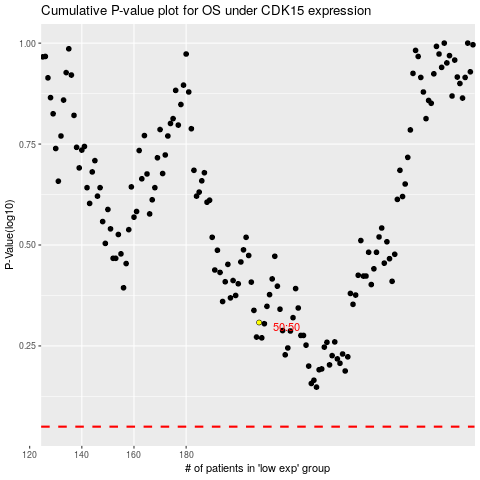 Cumulative P-value plot for OS under CDK15 expression
P-Value(log10)
1.00
0.75
0.50
0.25
50:50
120 140 160 180
# of patients in 'low exp' group